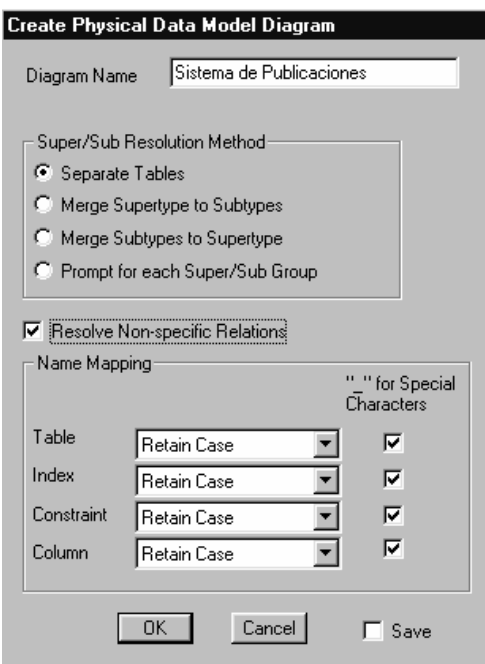 Create Physical Data Model Diagram
Diagram Name Sistema de Publicaciones
Super/Sub Resolution Method
Separate Tables
Merge Supertype to Subtypes
Merge Subtypes to Supertype
Prompt for each Super/Sub Group
Resolve Non-specific Relations
Name Mapping
"_" for Special
Characters
Table Retain Case
Index Retain Case
Constraint Retain Case
Column Retain Case
OK Cancel Save